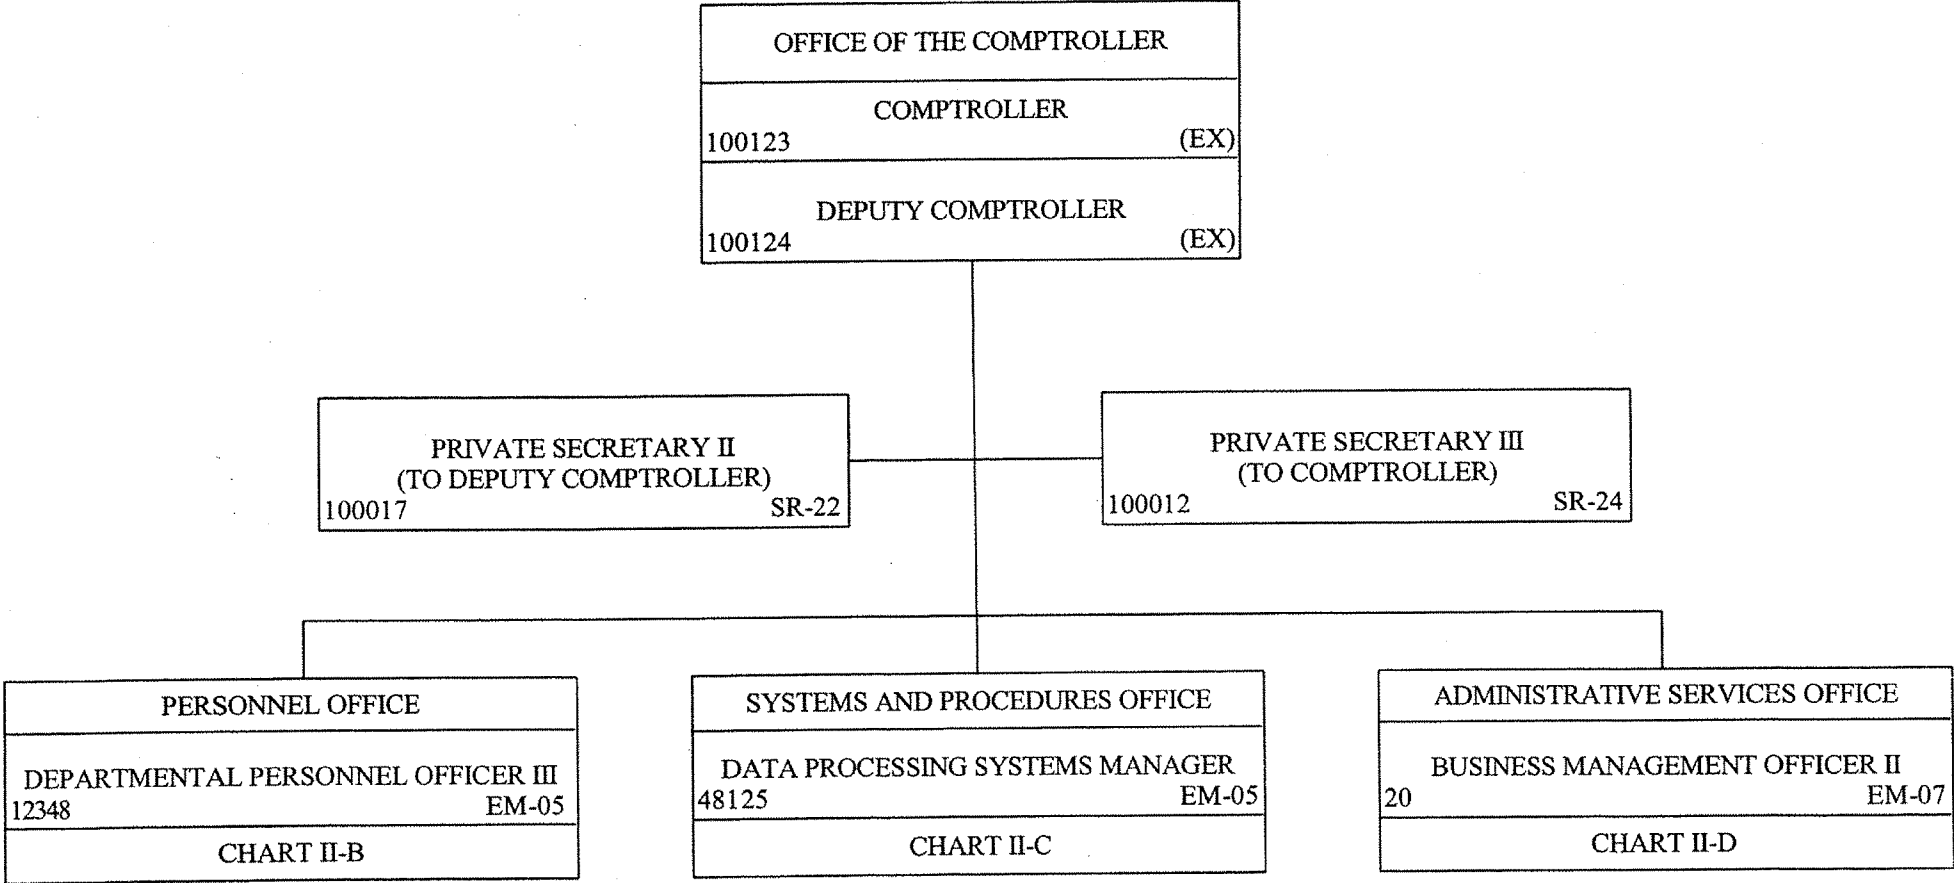 OFFICE OF THE COMPTROLLER
COMPTROLLER
100123 (EX)
DEPUTY COMPTROLLER
100124 (EX)
PRIVATE SECRETARY II
(TO DEPUTY COMPTROLLER)
100017 SR-22
PRIVATE SECRETARY III
(TO COMPTROLLER)
100012 SR-24
PERSONNEL OFFICE
DEPARTMENTAL PERSONNEL OFFICER III
12348 EM-05
CHART II-B
SYSTEMS AND PROCEDURES OFFICE
DATA PROCESSING SYSTEMS MANAGER
48125 EM-05
CHART II-C
ADMINISTRATIVE SERVICES OFFICE
BUSINESS MANAGEMENT OFFICER II
20 EM-07
CHART II-D